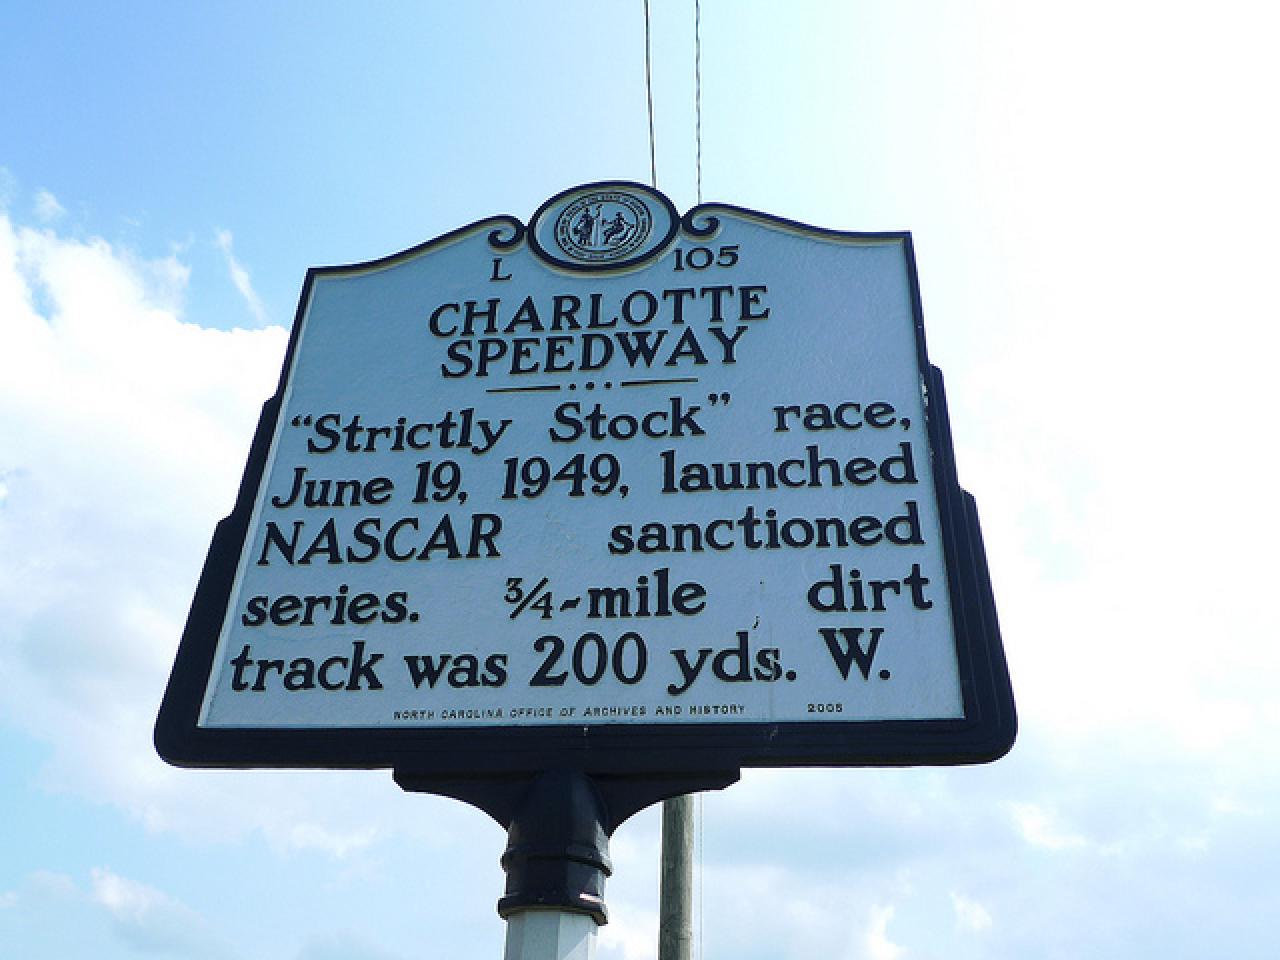 L 105
CHARLOTTE
SPEEDWAY
“Strictly Stock” race,
June 19, 1949, launched
NASCAR sanctioned
series. ¾-mile dirt
track was 200 yds. W.
NORTH CAROLINA OFFICE OF ARCHIVES AND HISTORY 2005